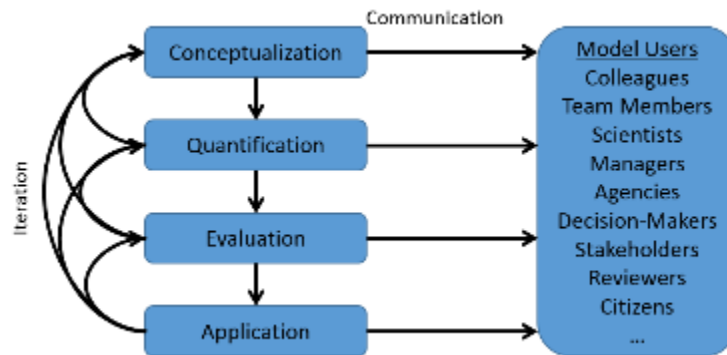 Communication
Conceptualization
Quantification
Evaluation
Application
Iteration
Model Users
Colleagues
Team Members
Scientists
Managers
Agencies
Decision-Makers
Stakeholders
Reviewers
Citizens
...